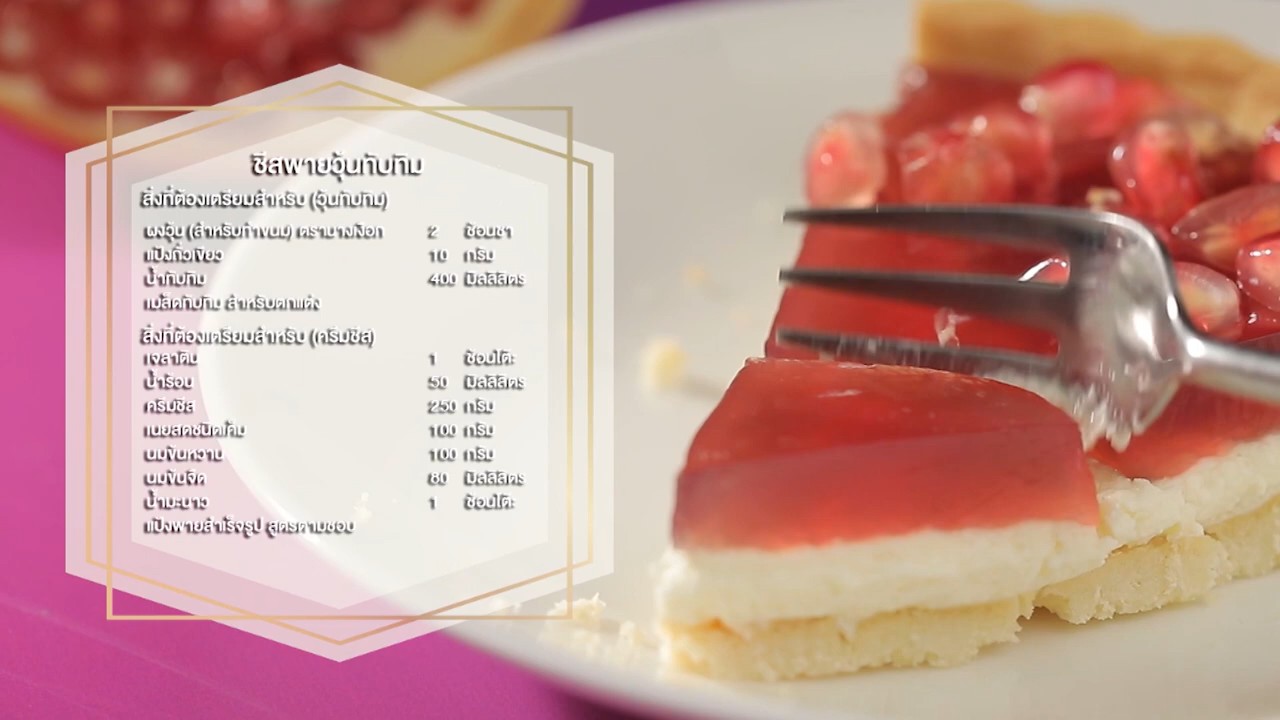 ชีสพายวุ้นทับทิม
สิ่งที่ต้องเตรียมสำหรับ (วุ้นทับทิม)
ผงวุ้น (สำหรับทำขนม) ตรานางเงือก 2 ช้อนชา
แป้งถั่วเขียว 10 กรัม
น้ำทับทิม 400 มิลลิลิตร
เมล็ดทับทิม สำหรับตกแต่ง
สิ่งที่ต้องเตรียมสำหรับ (ครีมชีส)
เจลาติน 1 ช้อนโต๊ะ
น้ำร้อน 50 มิลลิลิตร
ครีมชีส 250 กรัม
เนยสดชนิดเค็ม 100 กรัม
นมข้นหวาน 100 กรัม
นมข้นจืด 80 มิลลิลิตร
น้ำมะนาว 1 ช้อนโต๊ะ
แป้งพายสำเร็จรูป สูตรตามชอบ